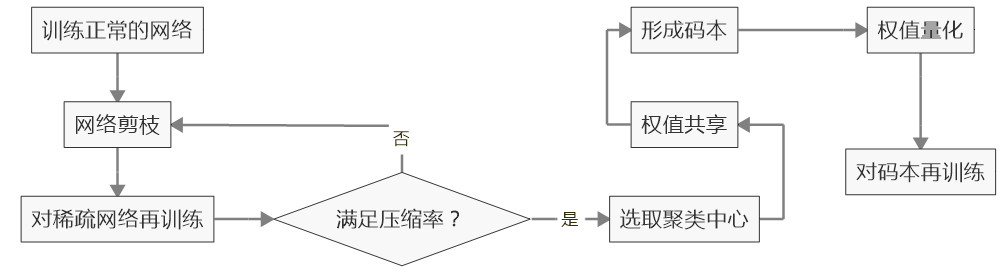 训练正常的网络
网络剪枝
对稀疏网络再训练
满足压缩率？
否
是
选取聚类中心
权值共享
形成码本
权值量化
对码本再训练